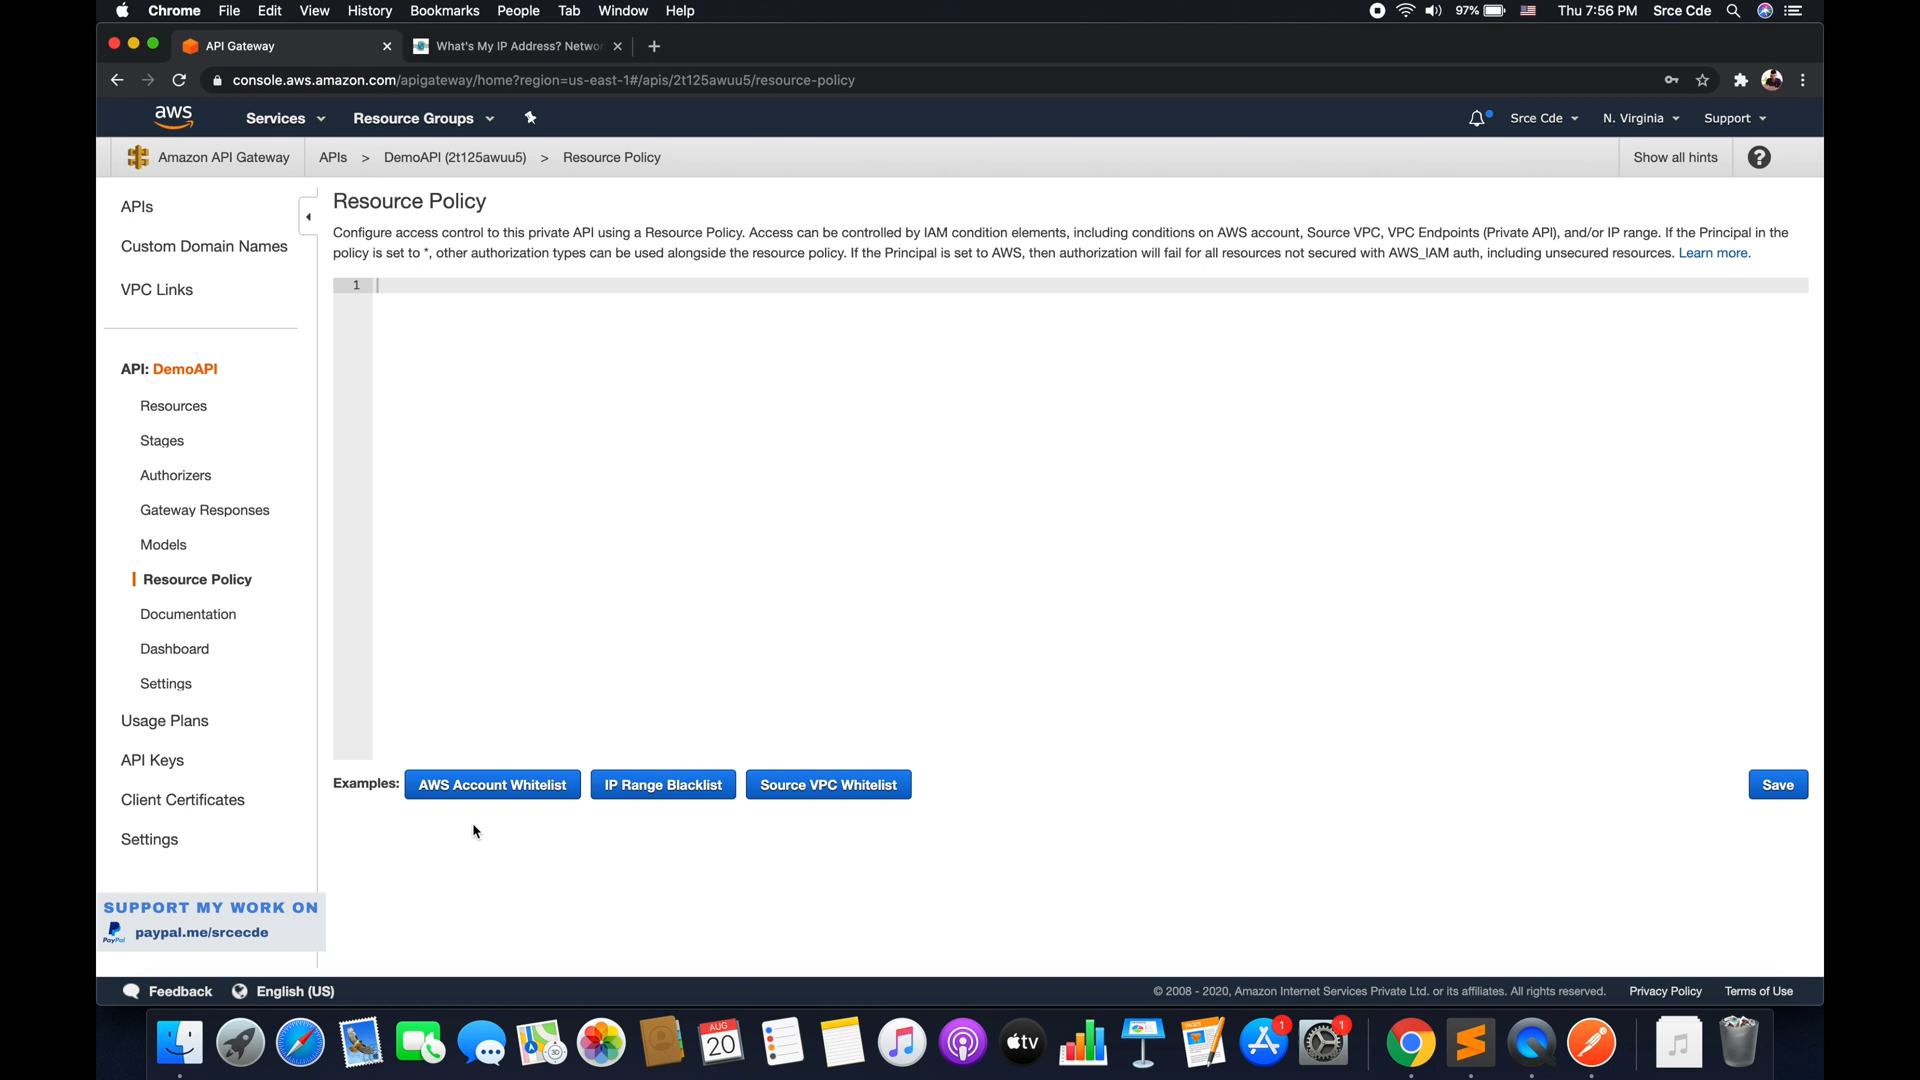 Chrome File Edit View History Bookmarks People Tab Window Help 97% Thu 7:56 PM Srce Cde
API Gateway What's My IP Address? Netwo
console.aws.amazon.com/apigateway/home?region=us-east-1#/apis/2t125awuu5/resource-policy
aws Services Resource Groups Srce Cde N. Virginia Support
Amazon API Gateway APIs > DemoAPI (2t125awuu5) > Resource Policy Show all hints ?
APIs
Custom Domain Names
VPC Links
API: DemoAPI
Resources
Stages
Authorizers
Gateway Responses
Models
Resource Policy
Documentation
Dashboard
Settings
Usage Plans
API Keys
Client Certificates
Settings
Resource Policy
Configure access control to this private API using a Resource Policy. Access can be controlled by IAM condition elements, including conditions on AWS account, Source VPC, VPC Endpoints (Private API), and/or IP range. If the Principal in the
policy is set to *, other authorization types can be used alongside the resource policy. If the Principal is set to AWS, then authorization will fail for all resources not secured with AWS_IAM auth, including unsecured resources. Learn more.
1
Examples: AWS Account Whitelist IP Range Blacklist Source VPC Whitelist Save
SUPPORT MY WORK ON
PayPal paypal.me/srcecde
Feedback English (US) © 2008 - 2020, Amazon Internet Services Private Ltd. or its affiliates. All rights reserved. Privacy Policy Terms of Use
3D AUG 20 tv PAGES 1 1